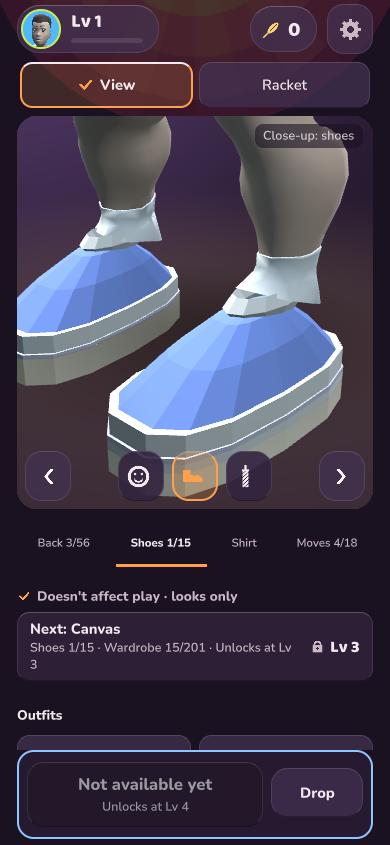 Lv 1
0
View
Racket
Close-up: shoes
Back 3/56
Shoes 1/15
Shirt
Moves 4/18
Doesn't affect play · looks only
Next: Canvas
Shoes 1/15 · Wardrobe 15/201 · Unlocks at Lv
3
Lv 3
Outfits
Not available yet
Unlocks at Lv 4
Drop